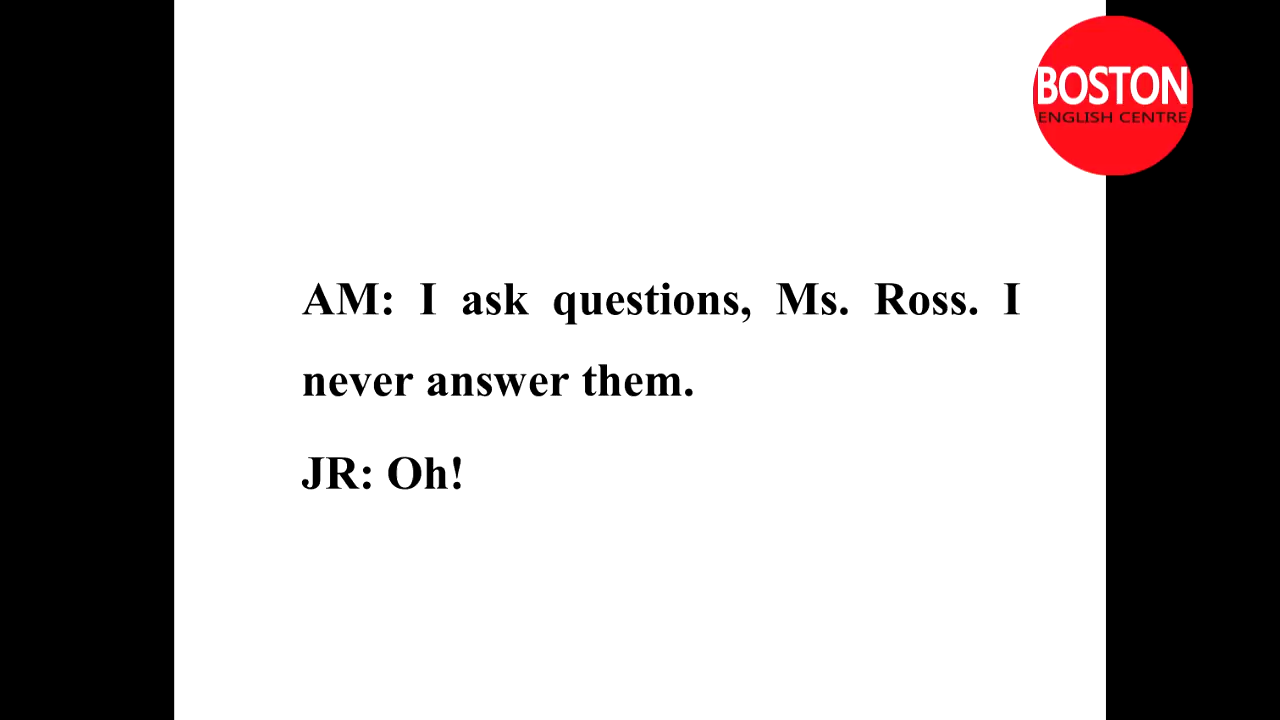 BOSTON
ENGLISH CENTRE
AM: I ask questions, Ms. Ross. I
never answer them.
JR: Oh!